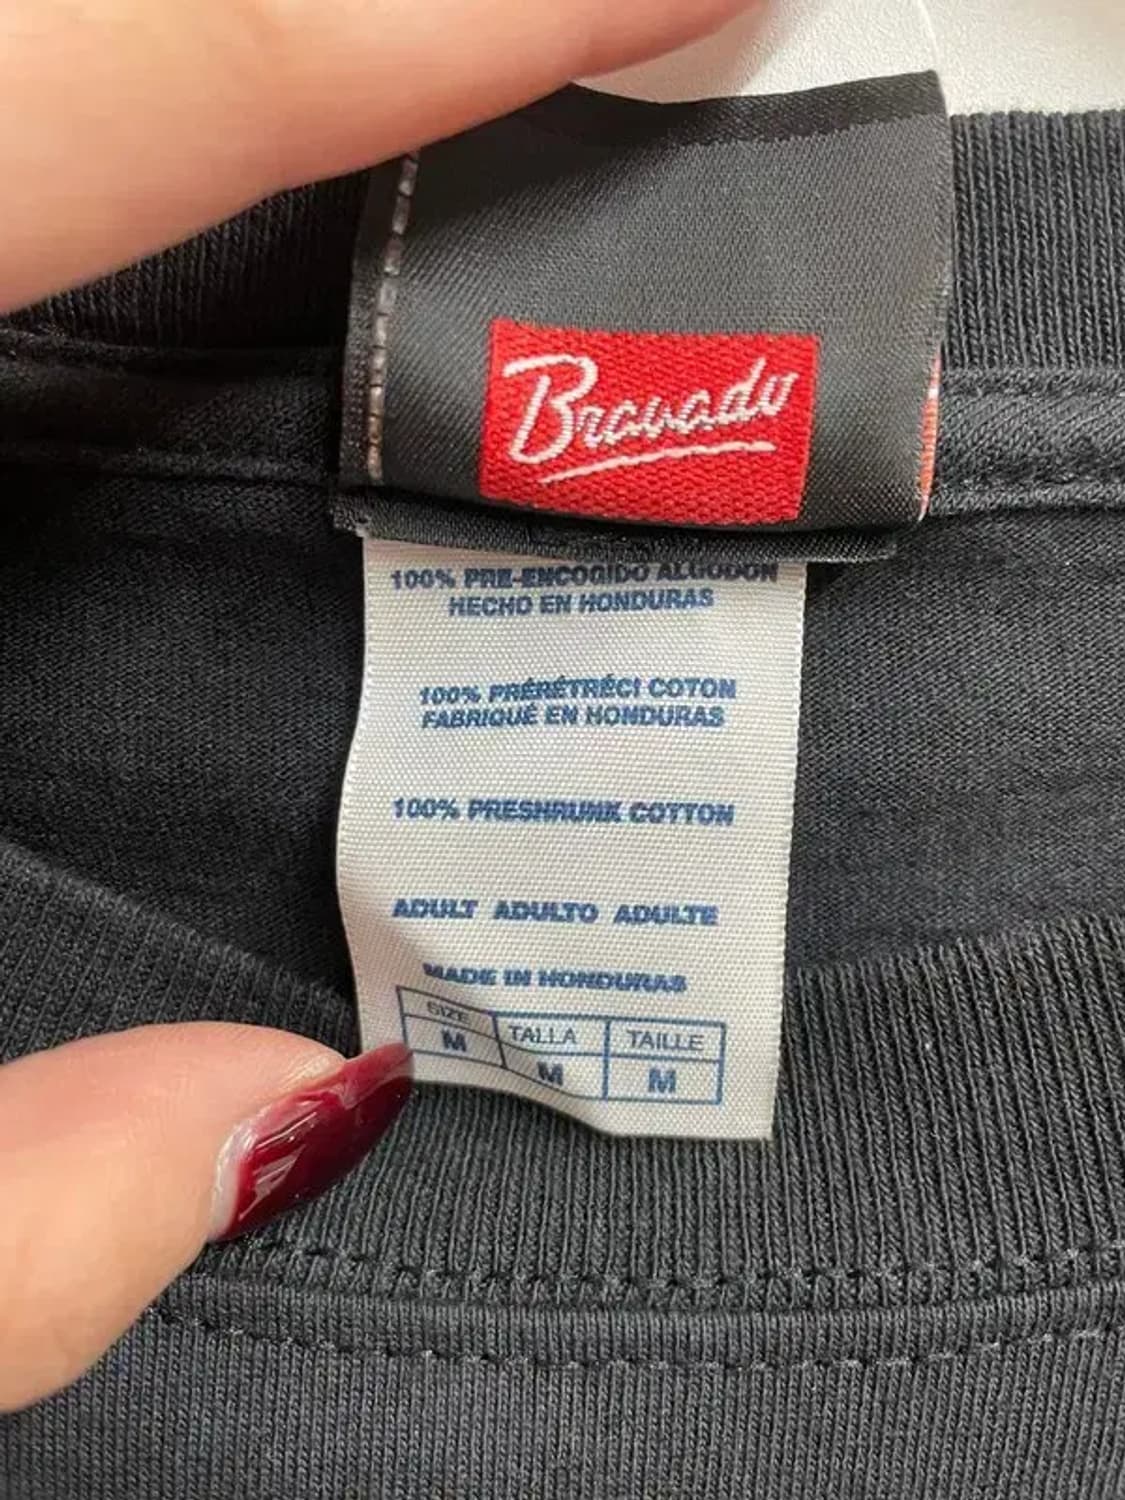 Bravado
100% PRE-ENCOGIDO ALGODON
HECHO EN HONDURAS
100% PRÉRÉTRÉCI COTON
FABRIQUÉ EN HONDURAS
100% PRESHRUNK COTTON
ADULT ADULTO ADULTE
MADE IN HONDURAS
SIZE TALLA TAILLE
M M M